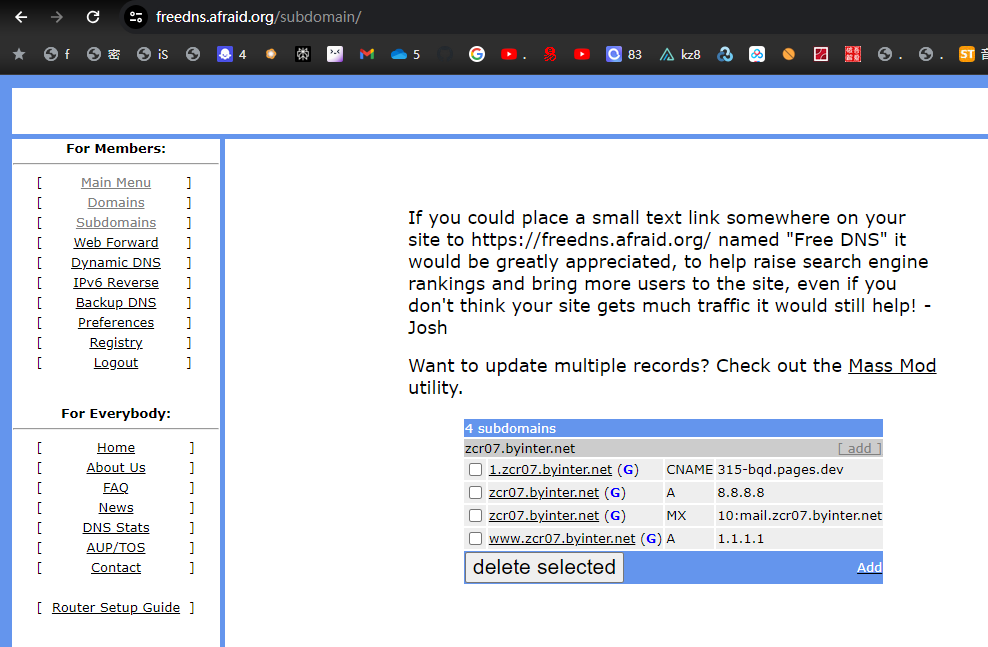 freedns.afraid.org/subdomain/
f 密 iS 4 5 . 83 kz8 . . ST
For Members:
[ Main Menu ]
[ Domains ]
[ Subdomains ]
[ Web Forward ]
[ Dynamic DNS ]
[ IPv6 Reverse ]
[ Backup DNS ]
[ Preferences ]
[ Registry ]
[ Logout ]
For Everybody:
[ Home ]
[ About Us ]
[ FAQ ]
[ News ]
[ DNS Stats ]
[ AUP/TOS ]
[ Contact ]
[ Router Setup Guide ]
If you could place a small text link somewhere on your
site to https://freedns.afraid.org/ named "Free DNS" it
would be greatly appreciated, to help raise search engine
rankings and bring more users to the site, even if you
don't think your site gets much traffic it would still help! -
Josh
Want to update multiple records? Check out the Mass Mod
utility.
4 subdomains
zcr07.byinter.net [ add ]
1.zcr07.byinter.net (G) CNAME 315-bqd.pages.dev
zcr07.byinter.net (G) A 8.8.8.8
zcr07.byinter.net (G) MX 10:mail.zcr07.byinter.net
www.zcr07.byinter.net (G) A 1.1.1.1
delete selected Add